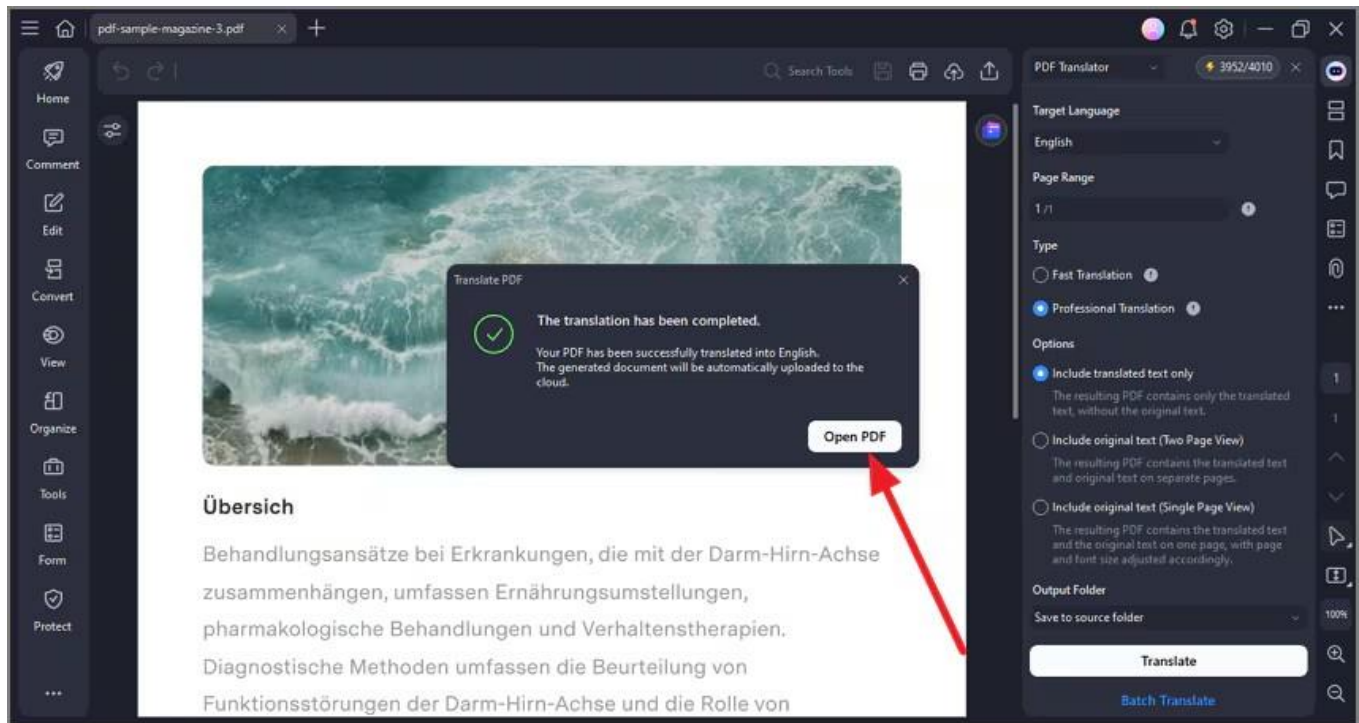 pdf-sample-magazine-3.pdf
Search Tools
PDF Translator
3952/4010
Home
Comment
Edit
Convert
View
Organize
Tools
Form
Protect
Target Language
English
Page Range
1 /1
Type
Fast Translation
Professional Translation
Options
Include translated text only
The resulting PDF contains only the translated
text, without the original text.
Include original text (Two Page View)
The resulting PDF contains the translated text
and original text on separate pages.
Include original text (Single Page View)
The resulting PDF contains the translated text
and the original text on one page, with page
and font size adjusted accordingly.
Output Folder
Save to source folder
Translate
Batch Translate
1
1
100%
Translate PDF
The translation has been completed.
Your PDF has been successfully translated into English.
The generated document will be automatically uploaded to the
cloud.
Open PDF
Übersich
Behandlungsansätze bei Erkrankungen, die mit der Darm-Hirn-Achse
zusammenhängen, umfassen Ernährungsumstellungen,
pharmakologische Behandlungen und Verhaltenstherapien.
Diagnostische Methoden umfassen die Beurteilung von
Funktionsstörungen der Darm-Hirn-Achse und die Rolle von